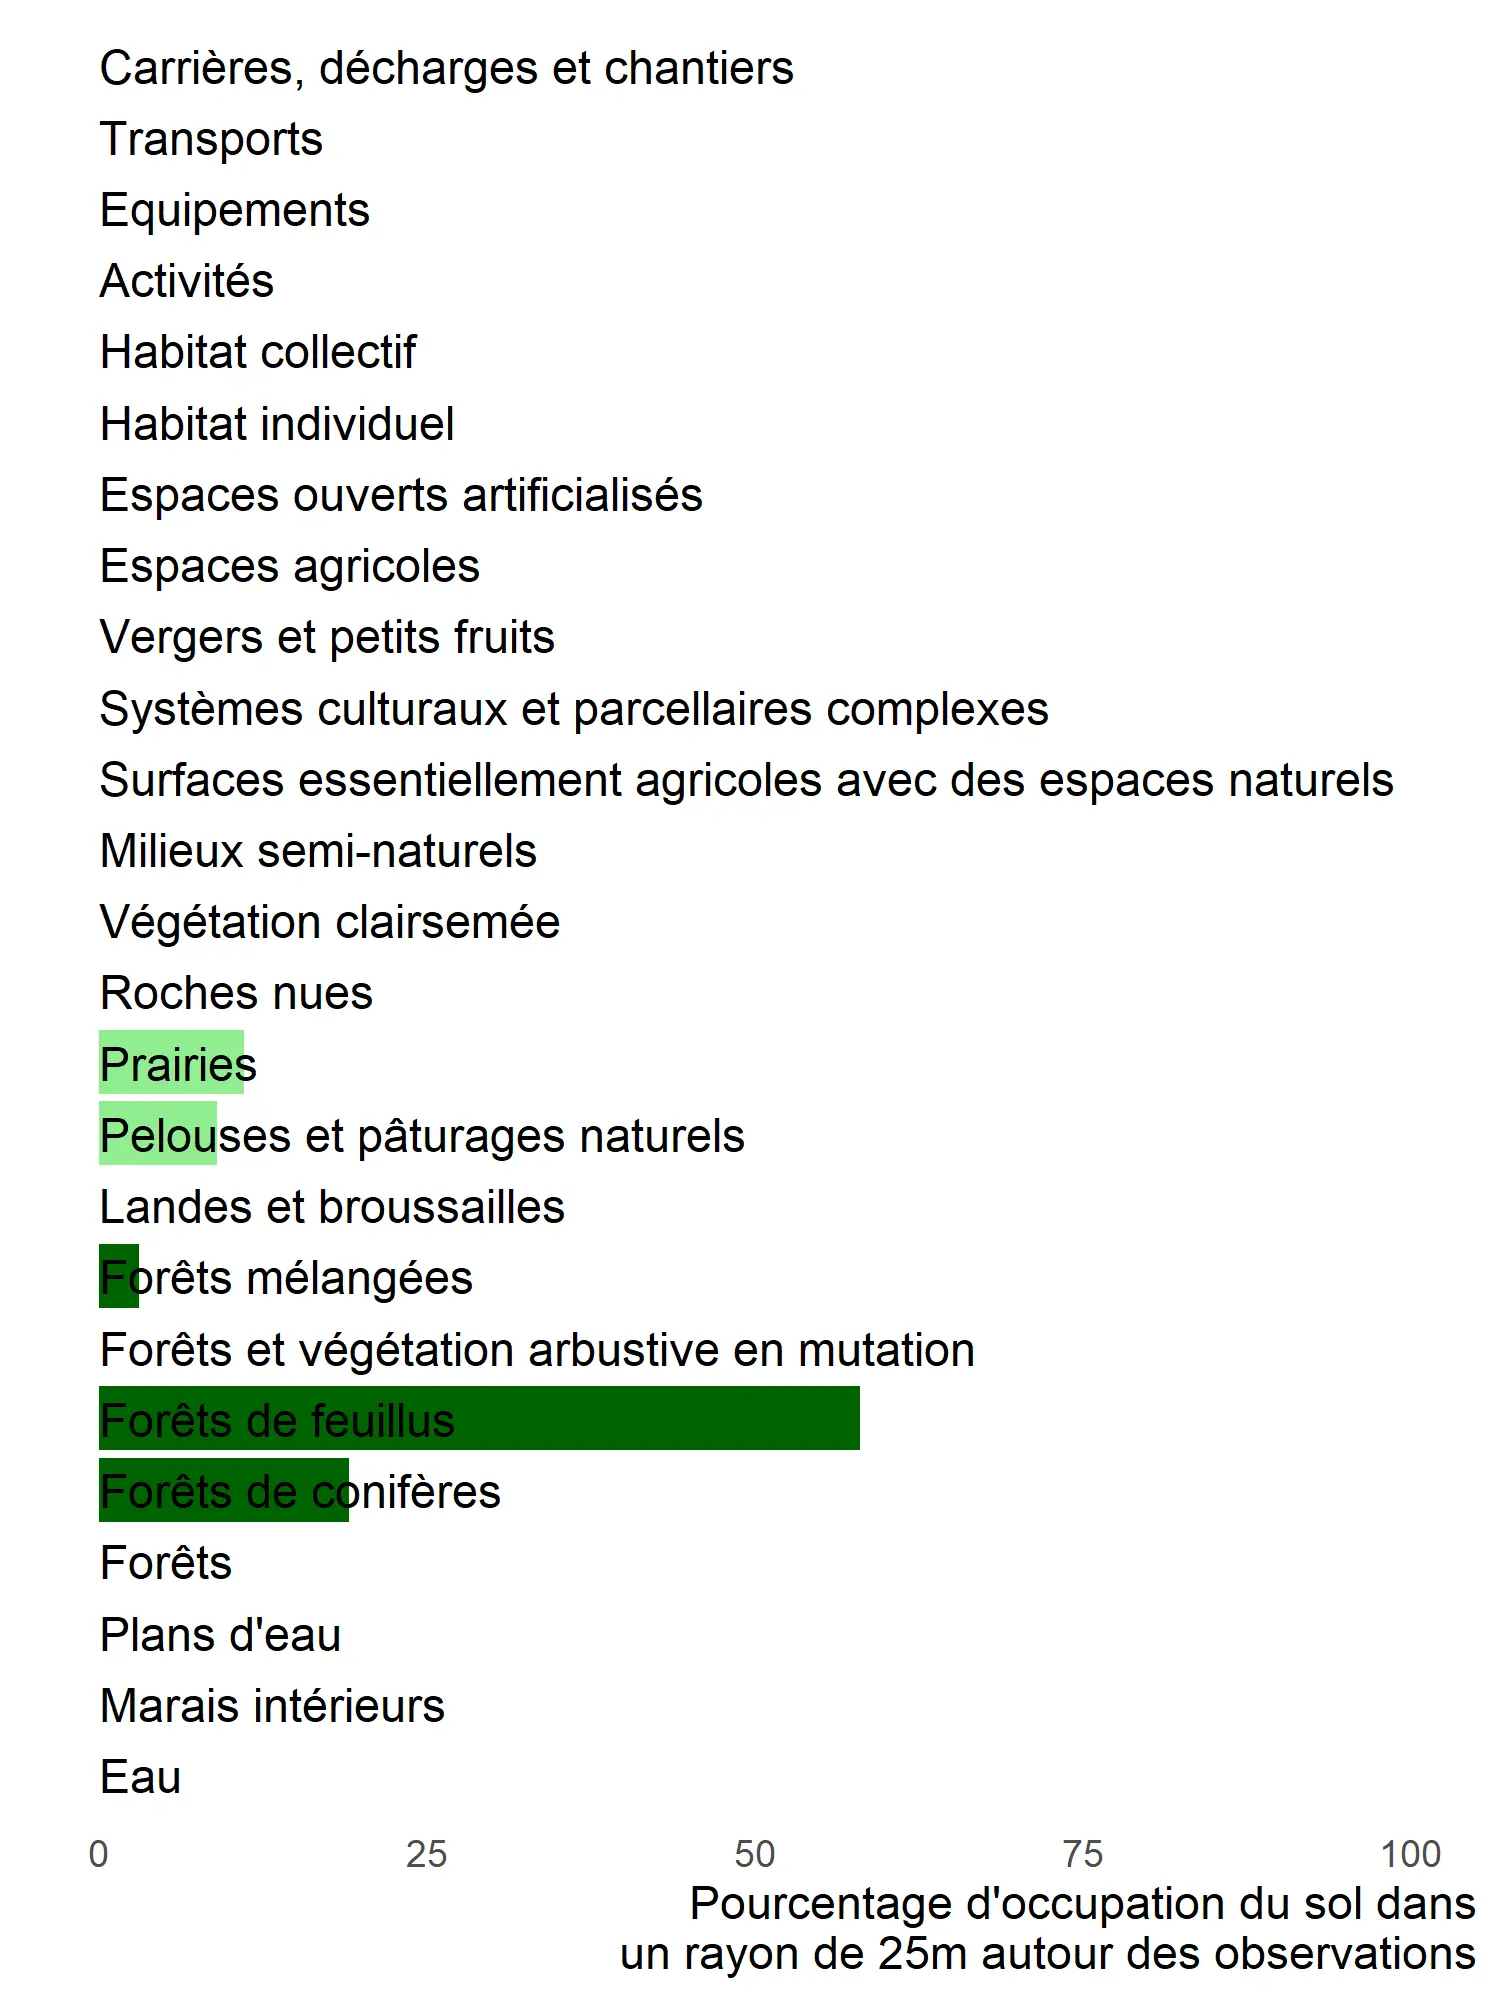 Carrières, décharges et chantiers
Transports
Equipements
Activités
Habitat collectif
Habitat individuel
Espaces ouverts artificialisés
Espaces agricoles
Vergers et petits fruits
Systèmes culturaux et parcellaires complexes
Surfaces essentiellement agricoles avec des espaces naturels
Milieux semi-naturels
Végétation clairsemée
Roches nues
Prairies
Pelouses et pâturages naturels
Landes et broussailles
Forêts mélangées
Forêts et végétation arbustive en mutation
Forêts de feuillus
Forêts de conifères
Forêts
Plans d'eau
Marais intérieurs
Eau
0 25 50 75 100
Pourcentage d'occupation du sol dans
un rayon de 25m autour des observations